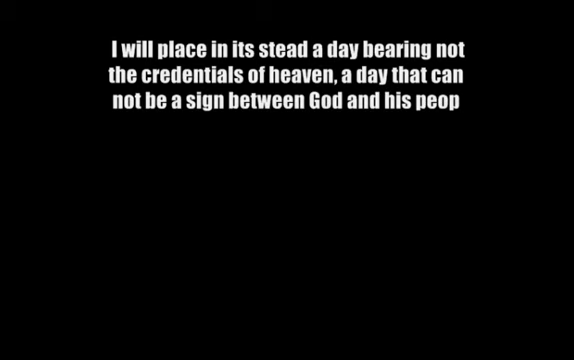 I will place in its stead a day bearing not
the credentials of heaven, a day that can
not be a sign between God and his peop